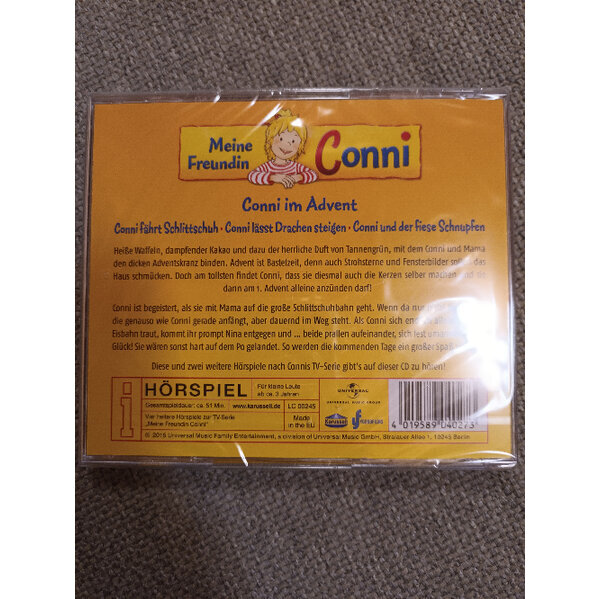 Meine Freundin Conni
Conni im Advent
Conni fährt Schlittschuh · Conni lässt Drachen steigen · Conni und der fiese Schnupfen
Heiße Waffeln, dampfender Kakao und dazu der herrliche Duft von Tannengrün, mit dem Conni und Mama
den dicken Adventskranz binden. Advent ist Bastelzeit, denn auch Strohsterne und Fensterbilder
Haus schmücken. Doch am tollsten findet Conni, dass sie diesmal auch die Kerzen selber machen
dann am 1. Advent alleine anzünden darf!
Conni ist begeistert, als sie mit Mama auf die große Schlittschuhbahn geht. Wenn da nur
die genauso wie Conni gerade anfängt, aber dauernd im Weg steht. Als Conni sich
Eisbahn traut, kommt ihr prompt Nina entgegen und ... beide prallen aufeinander, sich fest
Glück! Sie wären sonst hart auf dem Po gelandet. So werden die kommenden Tage ein großer Spaß
Diese und zwei weitere Hörspiele nach Connis TV-Serie gibt's auf dieser CD zu hören!
i HÖRSPIEL
Für kleine Leute
ab ca. 3 Jahren
UNIVERSAL
UNIVERSAL MUSIC GROUP
Gesamtspieldauer: ca. 51 Min.
www.karussell.de
LC 00245
Vier heitere Hörspiele zur TV-Serie
„Meine Freundin Conni“
Made
in the EU
Karussell
4 019589 040273
℗ 2015 Universal Music Family Entertainment, a division of Universal Music GmbH, Stralauer Allee 1, 10245 Berlin